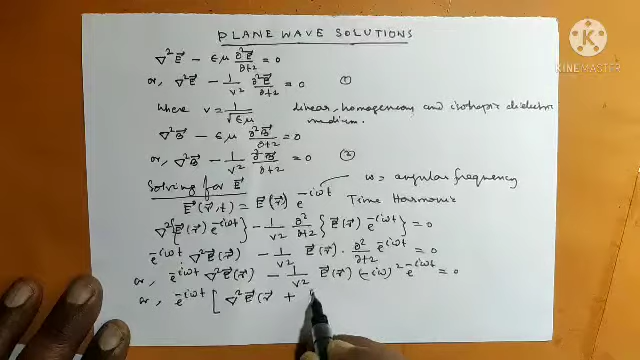 PLANE WAVE SOLUTIONS
KINEMASTER
∇²E⃗ − εμ ∂²E⃗/∂t² = 0
or, ∇²E⃗ − 1/v² ∂²E⃗/∂t² = 0 ①
where v = 1/√εμ linear, homogeneous and isotropic dielectric medium.
∇²B⃗ − εμ ∂²B⃗/∂t² = 0
or, ∇²B⃗ − 1/v² ∂²B⃗/∂t² = 0 ②
Solving for E⃗ ω = angular frequency
E⃗(r⃗,t) = E⃗(r⃗) e^-iωt Time Harmonic
∇²{E⃗(r⃗) e^-iωt} − 1/v² ∂²/∂t² {E⃗(r⃗) e^-iωt} = 0
e^-iωt ∇²E⃗(r⃗) − 1/v² E⃗(r⃗) · ∂²/∂t² e^-iωt = 0
or, e^-iωt ∇²E⃗(r⃗) − 1/v² E⃗(r⃗) (−iω)² e^-iωt = 0
or, e^-iωt [ ∇²E⃗(r⃗ +